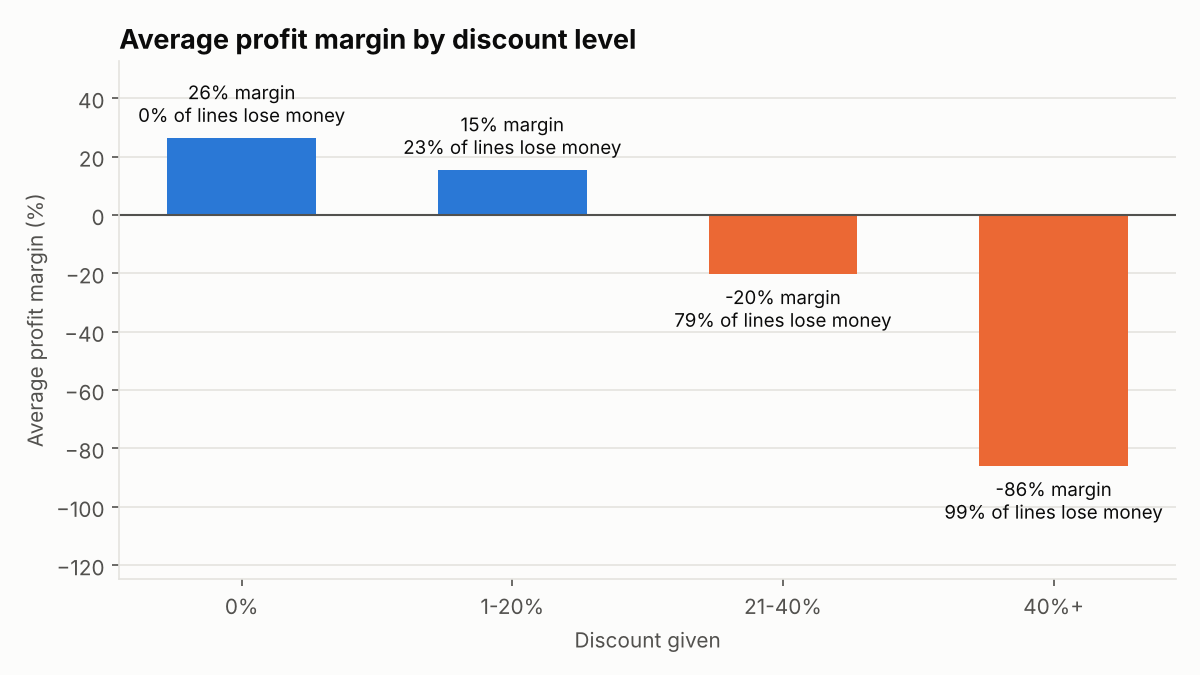 Average profit margin by discount level
26% margin
0% of lines lose money
15% margin
23% of lines lose money
-20% margin
79% of lines lose money
-86% margin
99% of lines lose money
Average profit margin (%)
40
20
0
−20
−40
−60
−80
−100
−120
0%
1-20%
21-40%
40%+
Discount given